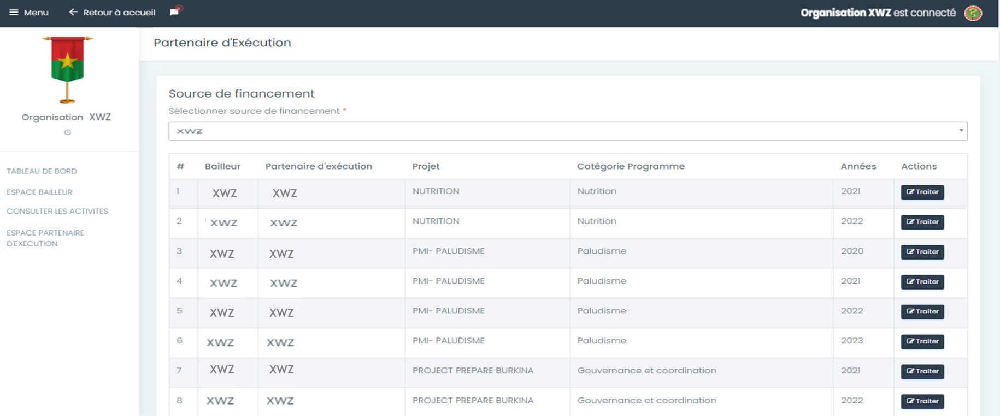 Menu
Retour à accueil
Organisation XWZ est connecté
Organisation XWZ
TABLEAU DE BORD
ESPACE BAILLEUR
CONSULTER LES ACTIVITES
ESPACE PARTENAIRE
D'EXECUTION
Partenaire d'Exécution
Source de financement
Sélectionner source de financement *
XWZ
# Bailleur Partenaire d'exécution Projet Catégorie Programme Années Actions
1 XWZ XWZ NUTRITION Nutrition 2021 Traiter
2 XWZ XWZ NUTRITION Nutrition 2022 Traiter
3 XWZ XWZ PMI- PALUDISME Paludisme 2020 Traiter
4 XWZ XWZ PMI- PALUDISME Paludisme 2021 Traiter
5 XWZ XWZ PMI- PALUDISME Paludisme 2022 Traiter
6 XWZ XWZ PMI- PALUDISME Paludisme 2023 Traiter
7 XWZ XWZ PROJECT PREPARE BURKINA Gouvernance et coordination 2021 Traiter
8 XWZ XWZ PROJECT PREPARE BURKINA Gouvernance et coordination 2022 Traiter